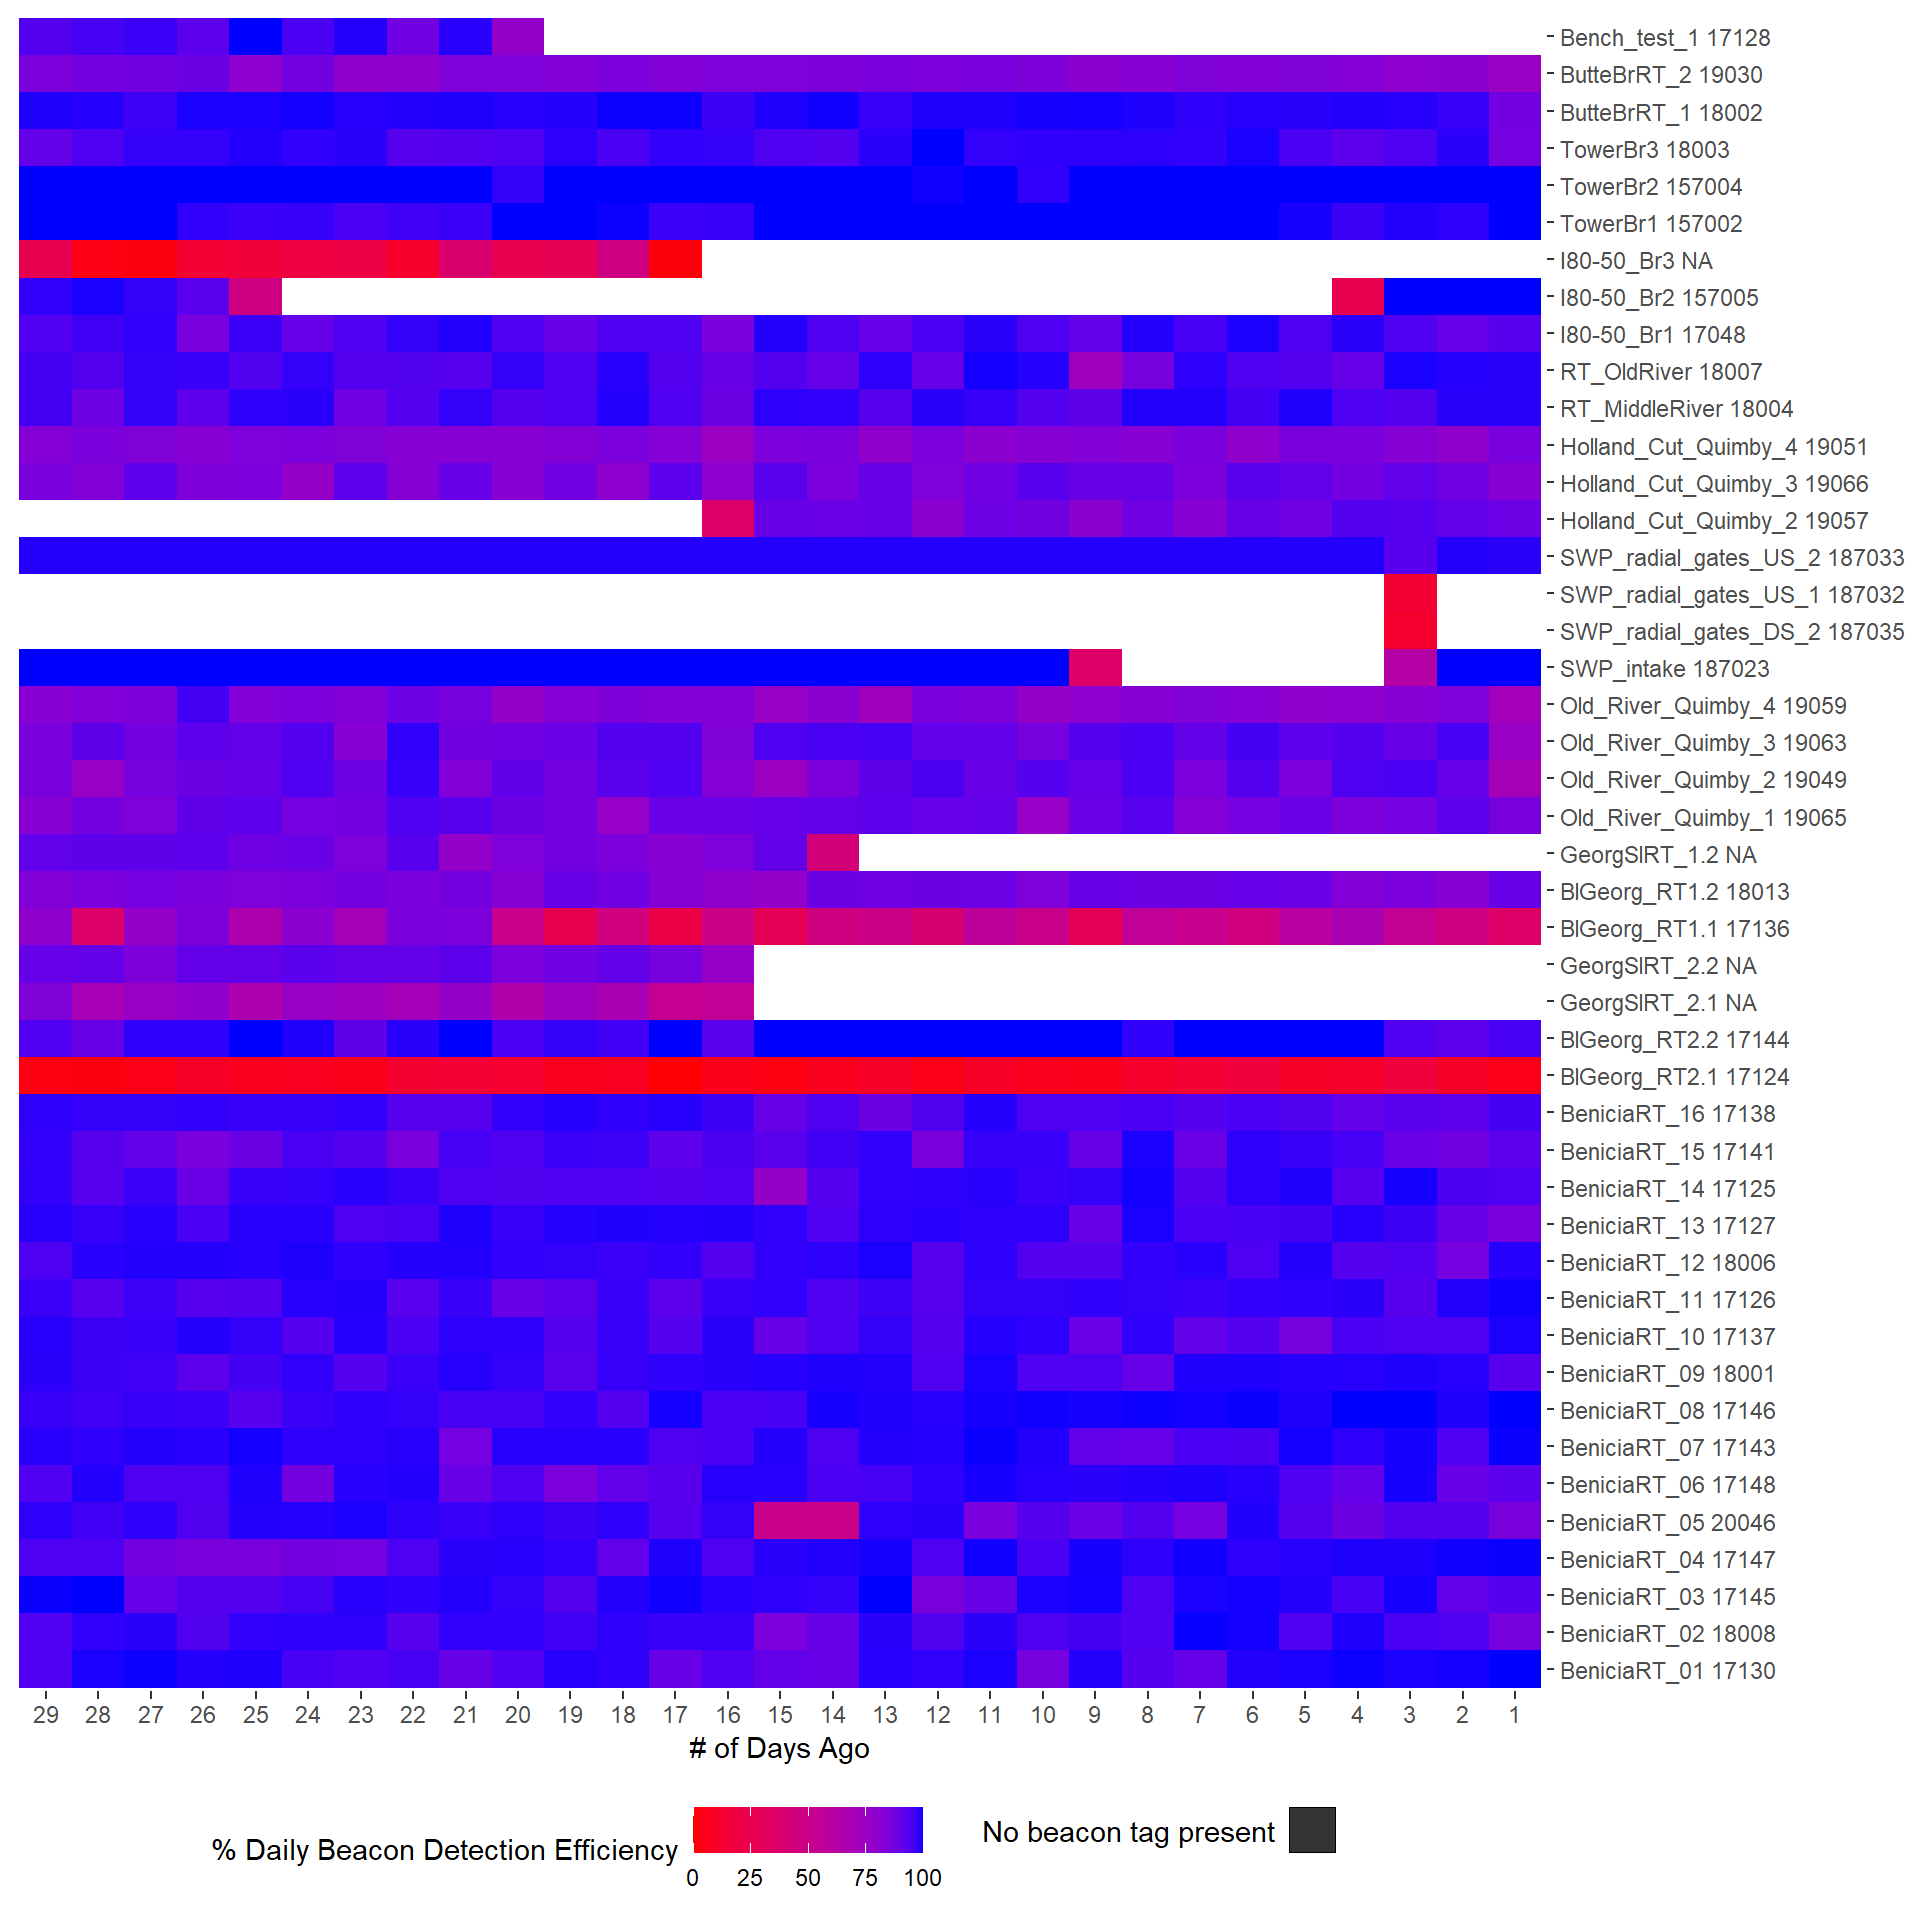 Bench_test_1 17128
ButteBrRT_2 19030
ButteBrRT_1 18002
TowerBr3 18003
TowerBr2 157004
TowerBr1 157002
I80-50_Br3 NA
I80-50_Br2 157005
I80-50_Br1 17048
RT_OldRiver 18007
RT_MiddleRiver 18004
Holland_Cut_Quimby_4 19051
Holland_Cut_Quimby_3 19066
Holland_Cut_Quimby_2 19057
SWP_radial_gates_US_2 187033
SWP_radial_gates_US_1 187032
SWP_radial_gates_DS_2 187035
SWP_intake 187023
Old_River_Quimby_4 19059
Old_River_Quimby_3 19063
Old_River_Quimby_2 19049
Old_River_Quimby_1 19065
GeorgSlRT_1.2 NA
BlGeorg_RT1.2 18013
BlGeorg_RT1.1 17136
GeorgSlRT_2.2 NA
GeorgSlRT_2.1 NA
BlGeorg_RT2.2 17144
BlGeorg_RT2.1 17124
BeniciaRT_16 17138
BeniciaRT_15 17141
BeniciaRT_14 17125
BeniciaRT_13 17127
BeniciaRT_12 18006
BeniciaRT_11 17126
BeniciaRT_10 17137
BeniciaRT_09 18001
BeniciaRT_08 17146
BeniciaRT_07 17143
BeniciaRT_06 17148
BeniciaRT_05 20046
BeniciaRT_04 17147
BeniciaRT_03 17145
BeniciaRT_02 18008
BeniciaRT_01 17130
29 28 27 26 25 24 23 22 21 20 19 18 17 16 15 14 13 12 11 10 9 8 7 6 5 4 3 2 1
# of Days Ago
% Daily Beacon Detection Efficiency
0 25 50 75 100
No beacon tag present